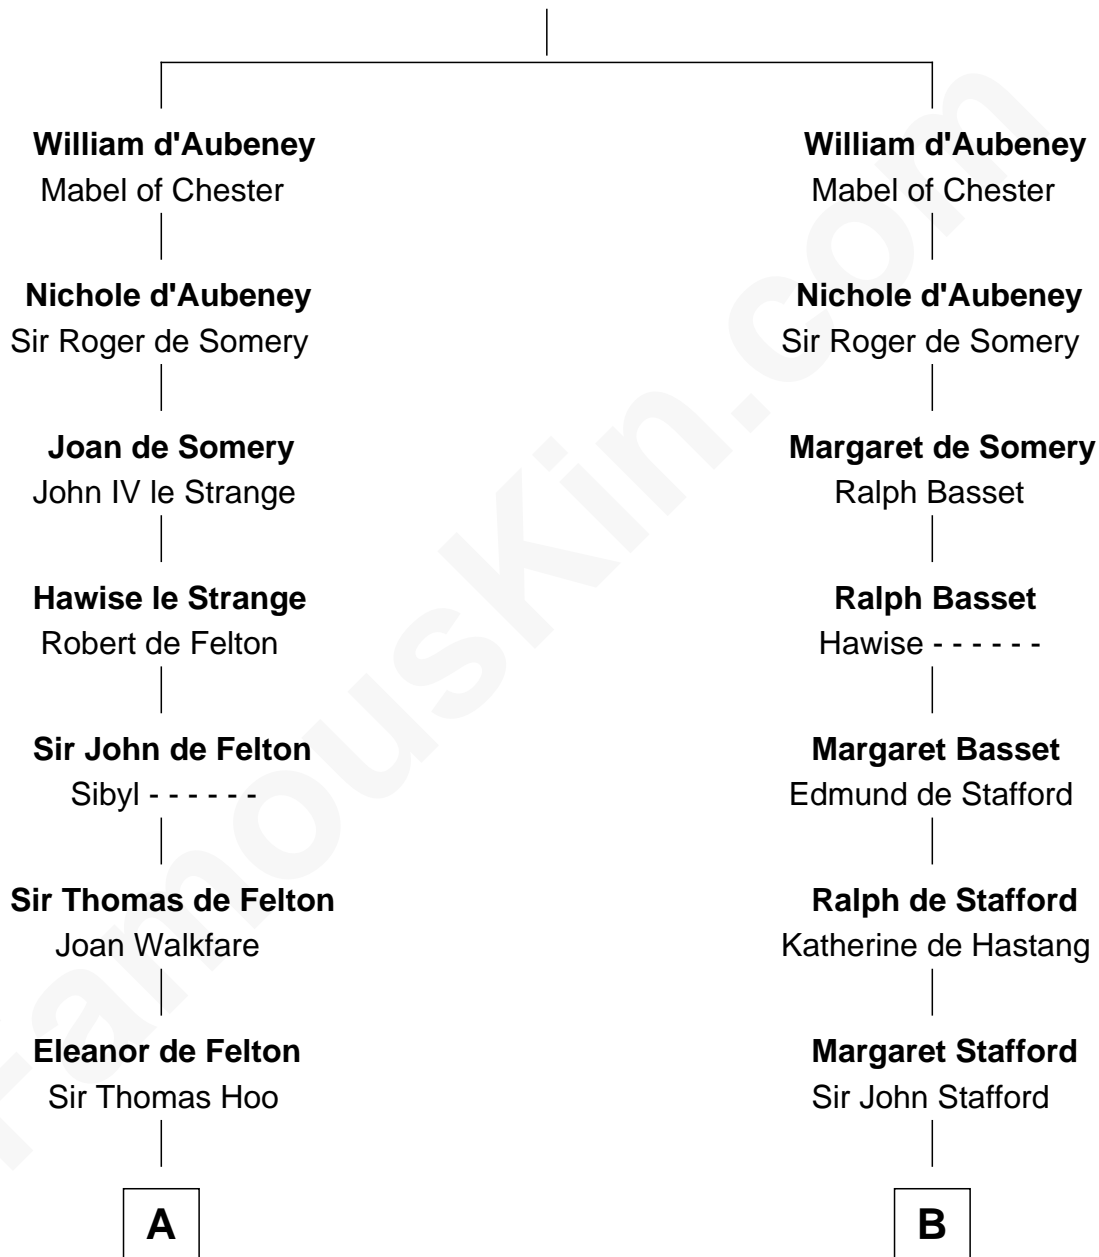 William d'Aubeney
Mabel of Chester
Nichole d'Aubeney
Sir Roger de Somery
Joan de Somery
John IV le Strange
Hawise le Strange
Robert de Felton
Sir John de Felton
Sibyl - - - - - -
Sir Thomas de Felton
Joan Walkfare
Eleanor de Felton
Sir Thomas Hoo
A
William d'Aubeney
Mabel of Chester
Nichole d'Aubeney
Sir Roger de Somery
Margaret de Somery
Ralph Basset
Ralph Basset
Hawise - - - - - -
Margaret Basset
Edmund de Stafford
Ralph de Stafford
Katherine de Hastang
Margaret Stafford
Sir John Stafford
B
FamousKin.com